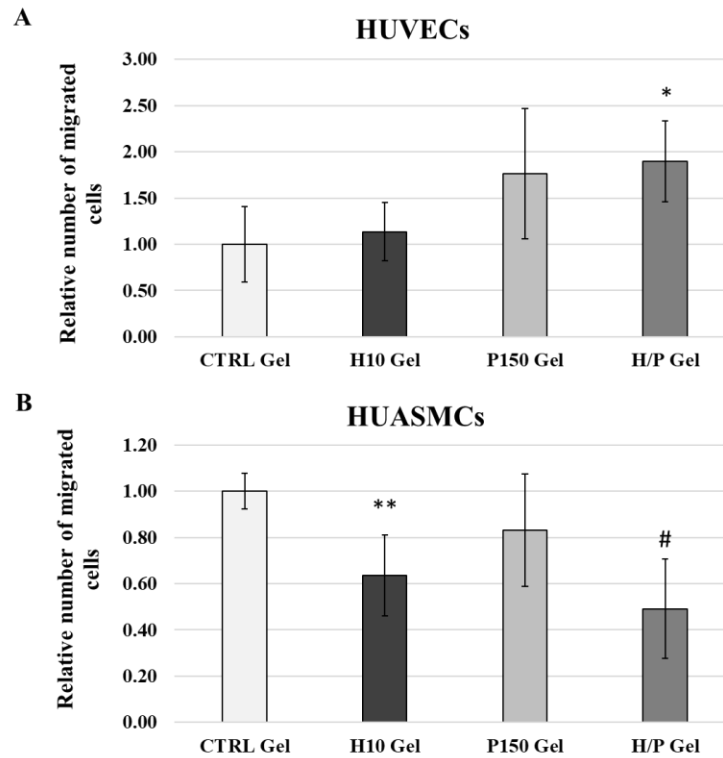 A
HUVECs
Relative number of migrated
cells
3.00
2.50
2.00
1.50
1.00
0.50
0.00
*
CTRL Gel
H10 Gel
P150 Gel
H/P Gel
B
HUASMCs
Relative number of migrated
cells
1.20
1.00
0.80
0.60
0.40
0.20
0.00
**
#
CTRL Gel
H10 Gel
P150 Gel
H/P Gel